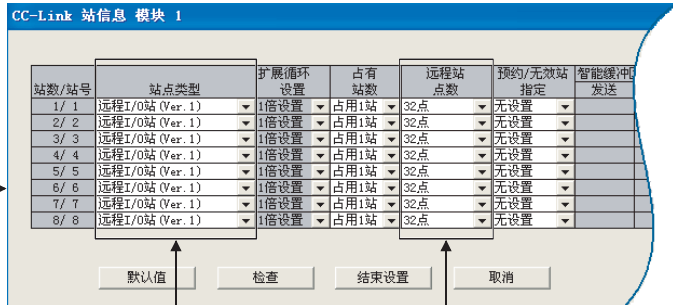 CC-Link 站信息 模块 1
扩展循环 占有 远程站 预约/无效站 智能缓冲
站数/站号 站点类型 设置 站数 点数 指定 发送
1/ 1 远程I/O站(Ver.1) 1倍设置 占用1站 32点 无设置
2/ 2 远程I/O站(Ver.1) 1倍设置 占用1站 32点 无设置
3/ 3 远程I/O站(Ver.1) 1倍设置 占用1站 32点 无设置
4/ 4 远程I/O站(Ver.1) 1倍设置 占用1站 32点 无设置
5/ 5 远程I/O站(Ver.1) 1倍设置 占用1站 32点 无设置
6/ 6 远程I/O站(Ver.1) 1倍设置 占用1站 32点 无设置
7/ 7 远程I/O站(Ver.1) 1倍设置 占用1站 32点 无设置
8/ 8 远程I/O站(Ver.1) 1倍设置 占用1站 32点 无设置
默认值 检查 结束设置 取消